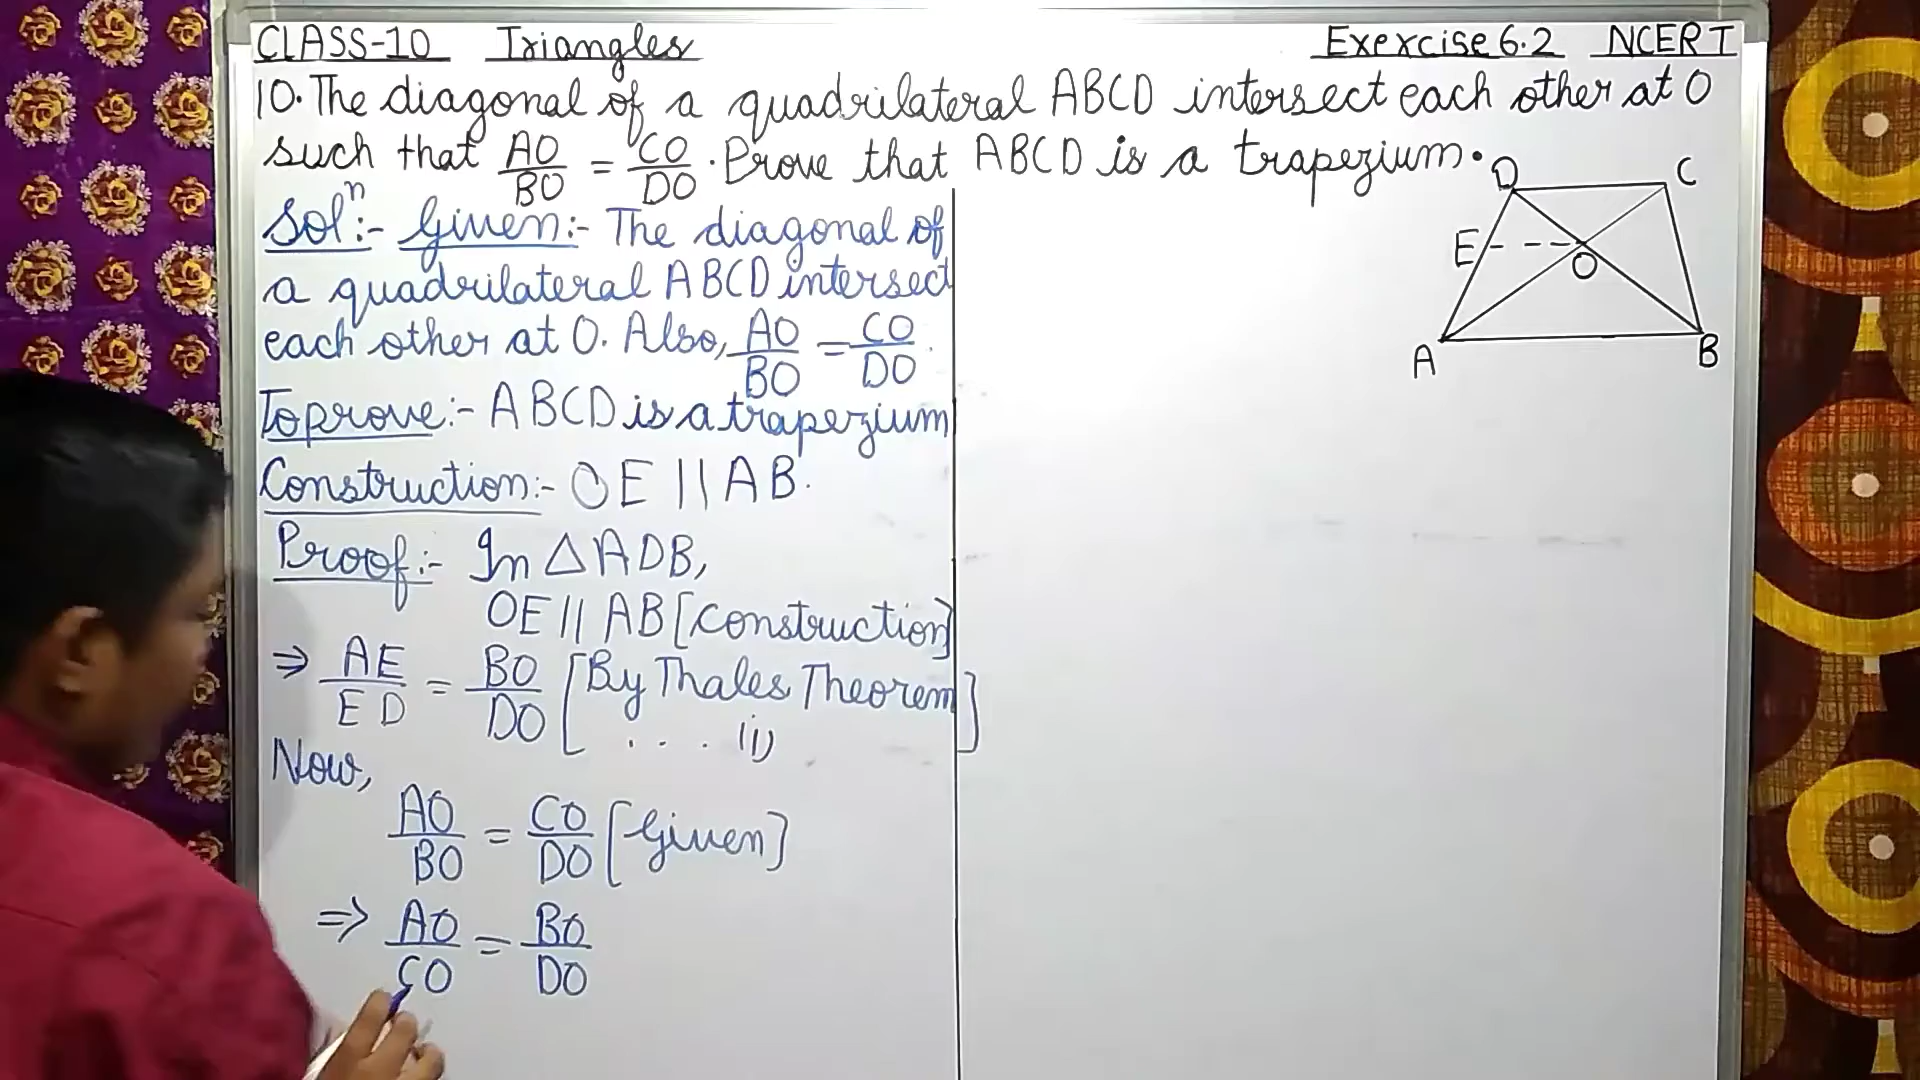 CLASS-10 Triangles Exercise 6.2 NCERT
10. The diagonal of a quadrilateral ABCD intersect each other at O
such that AO/BO = CO/DO. Prove that ABCD is a trapezium.
Solⁿ:- Given:- The diagonal of
a quadrilateral ABCD intersect
each other at O. Also, AO/BO = CO/DO.
To prove:- ABCD is a trapezium
Construction:- OE || AB.
Proof:- In △ADB,
OE || AB [construction]
⇒ AE/ED = BO/DO [By Thales Theorem]
... (i)
Now,
AO/BO = CO/DO [Given]
⇒ AO/CO = BO/DO
D C
E
O
A B